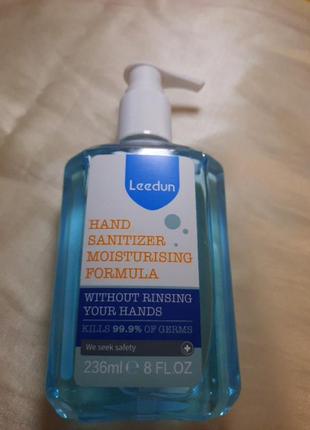 Leedun
HAND
SANITIZER
MOISTURISING
FORMULA
WITHOUT RINSING
YOUR HANDS
KILLS 99.9% OF GERMS
We seek safety
236ml ℮ 8 FL.OZ